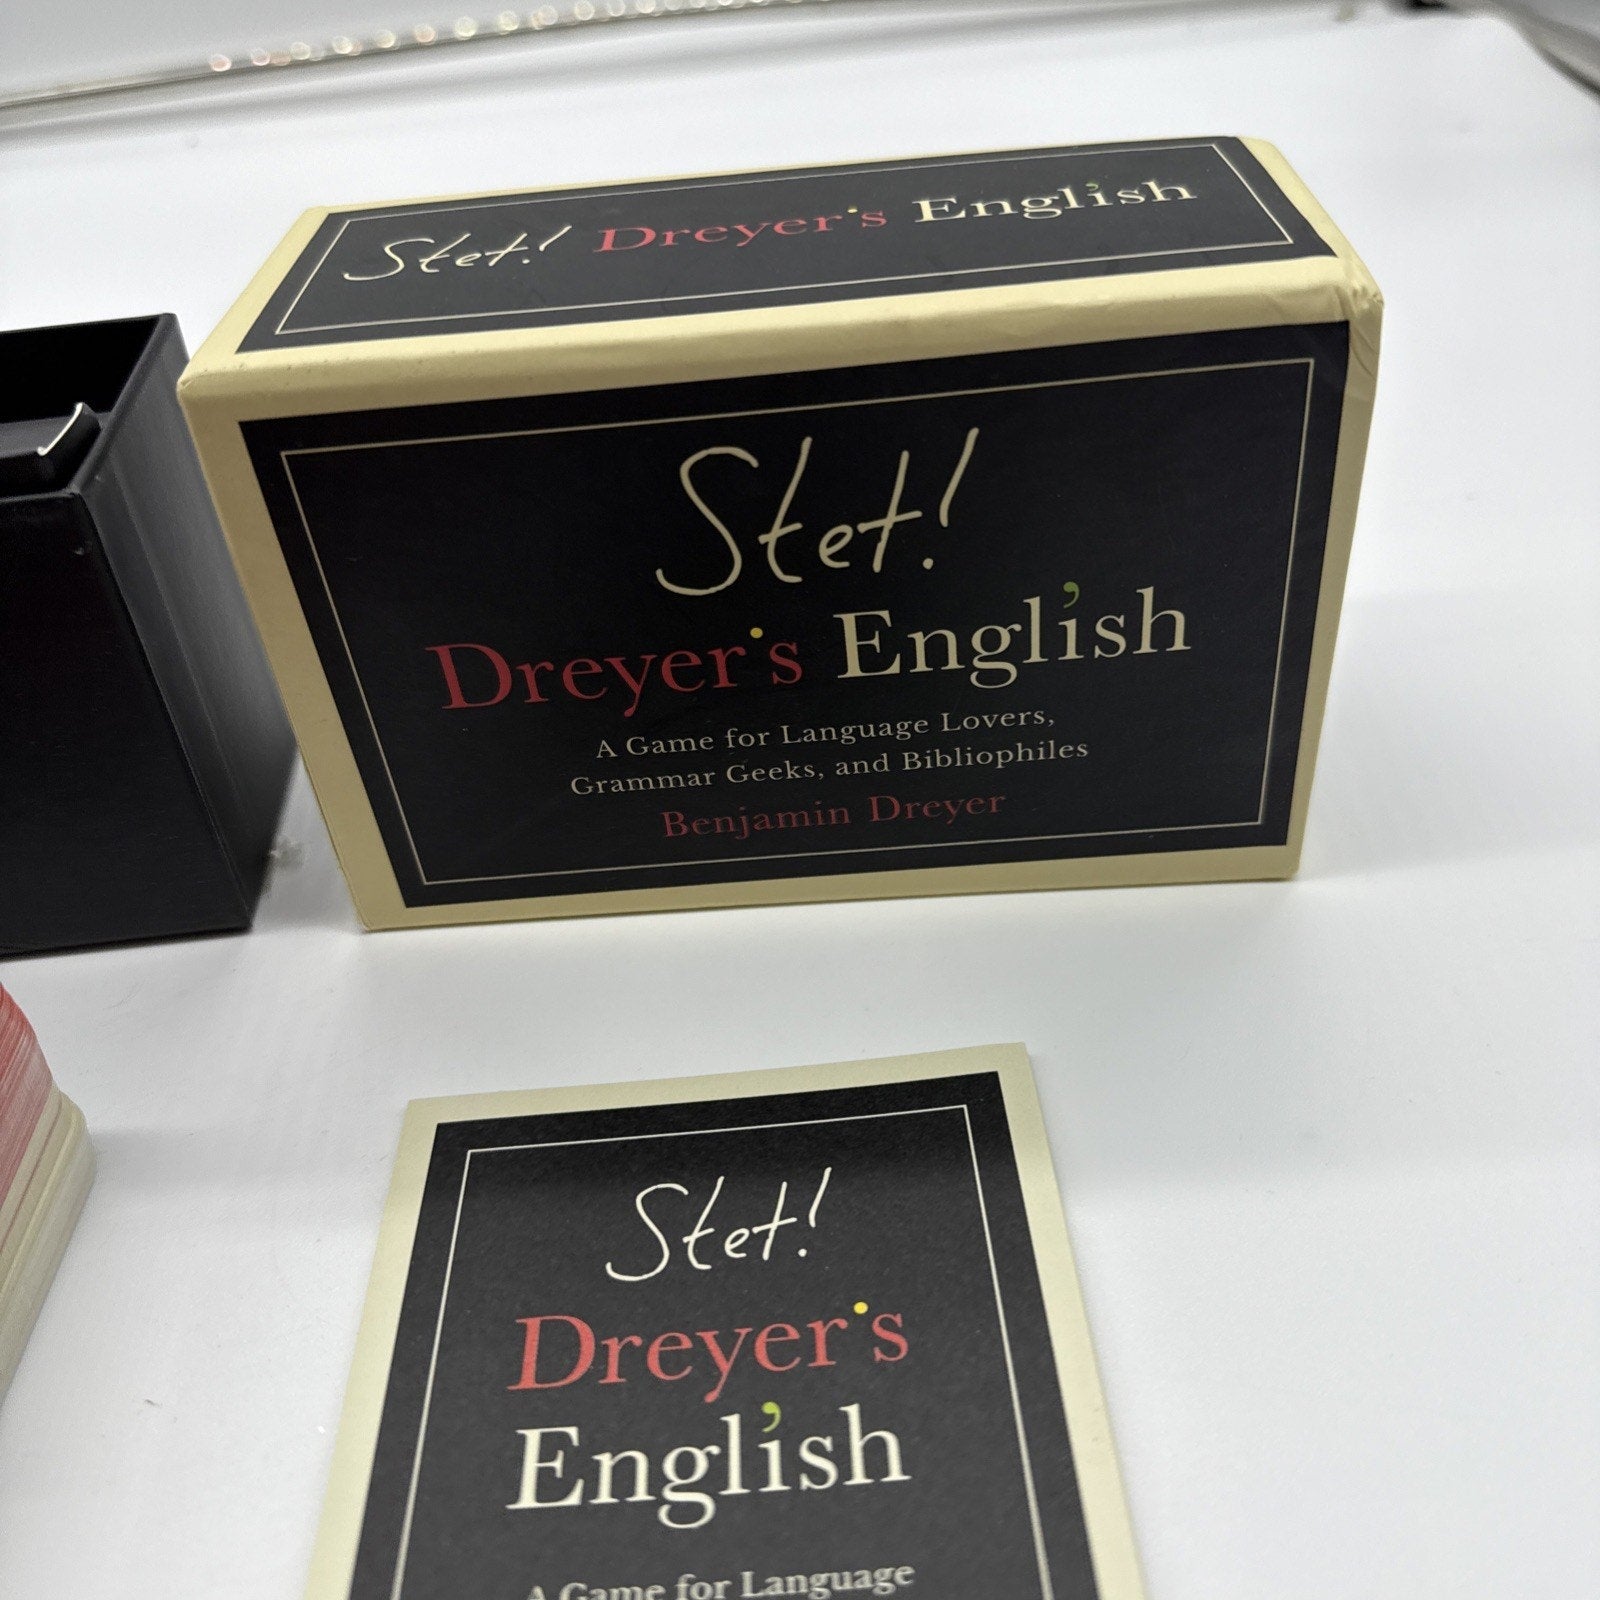 Stet! Dreyer's English
Stet!
Dreyer's English
A Game for Language Lovers,
Grammar Geeks, and Bibliophiles
Benjamin Dreyer
Stet!
Dreyer's
English
A Game for Language